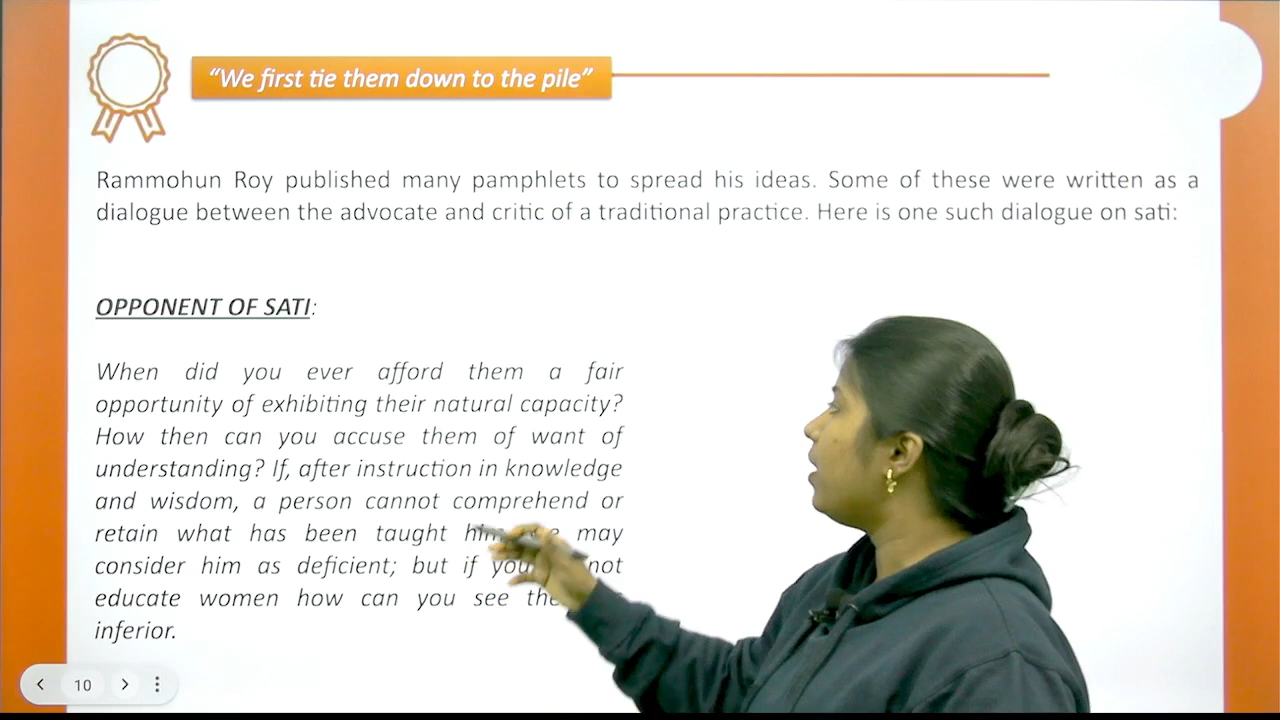 “We first tie them down to the pile”
Rammohun Roy published many pamphlets to spread his ideas. Some of these were written as a
dialogue between the advocate and critic of a traditional practice. Here is one such dialogue on sati:
OPPONENT OF SATI:
When did you ever afford them a fair
opportunity of exhibiting their natural capacity?
How then can you accuse them of want of
understanding? If, after instruction in knowledge
and wisdom, a person cannot comprehend or
retain what has been taught may
consider him as deficient; but if you not
educate women how can you see
inferior.
10